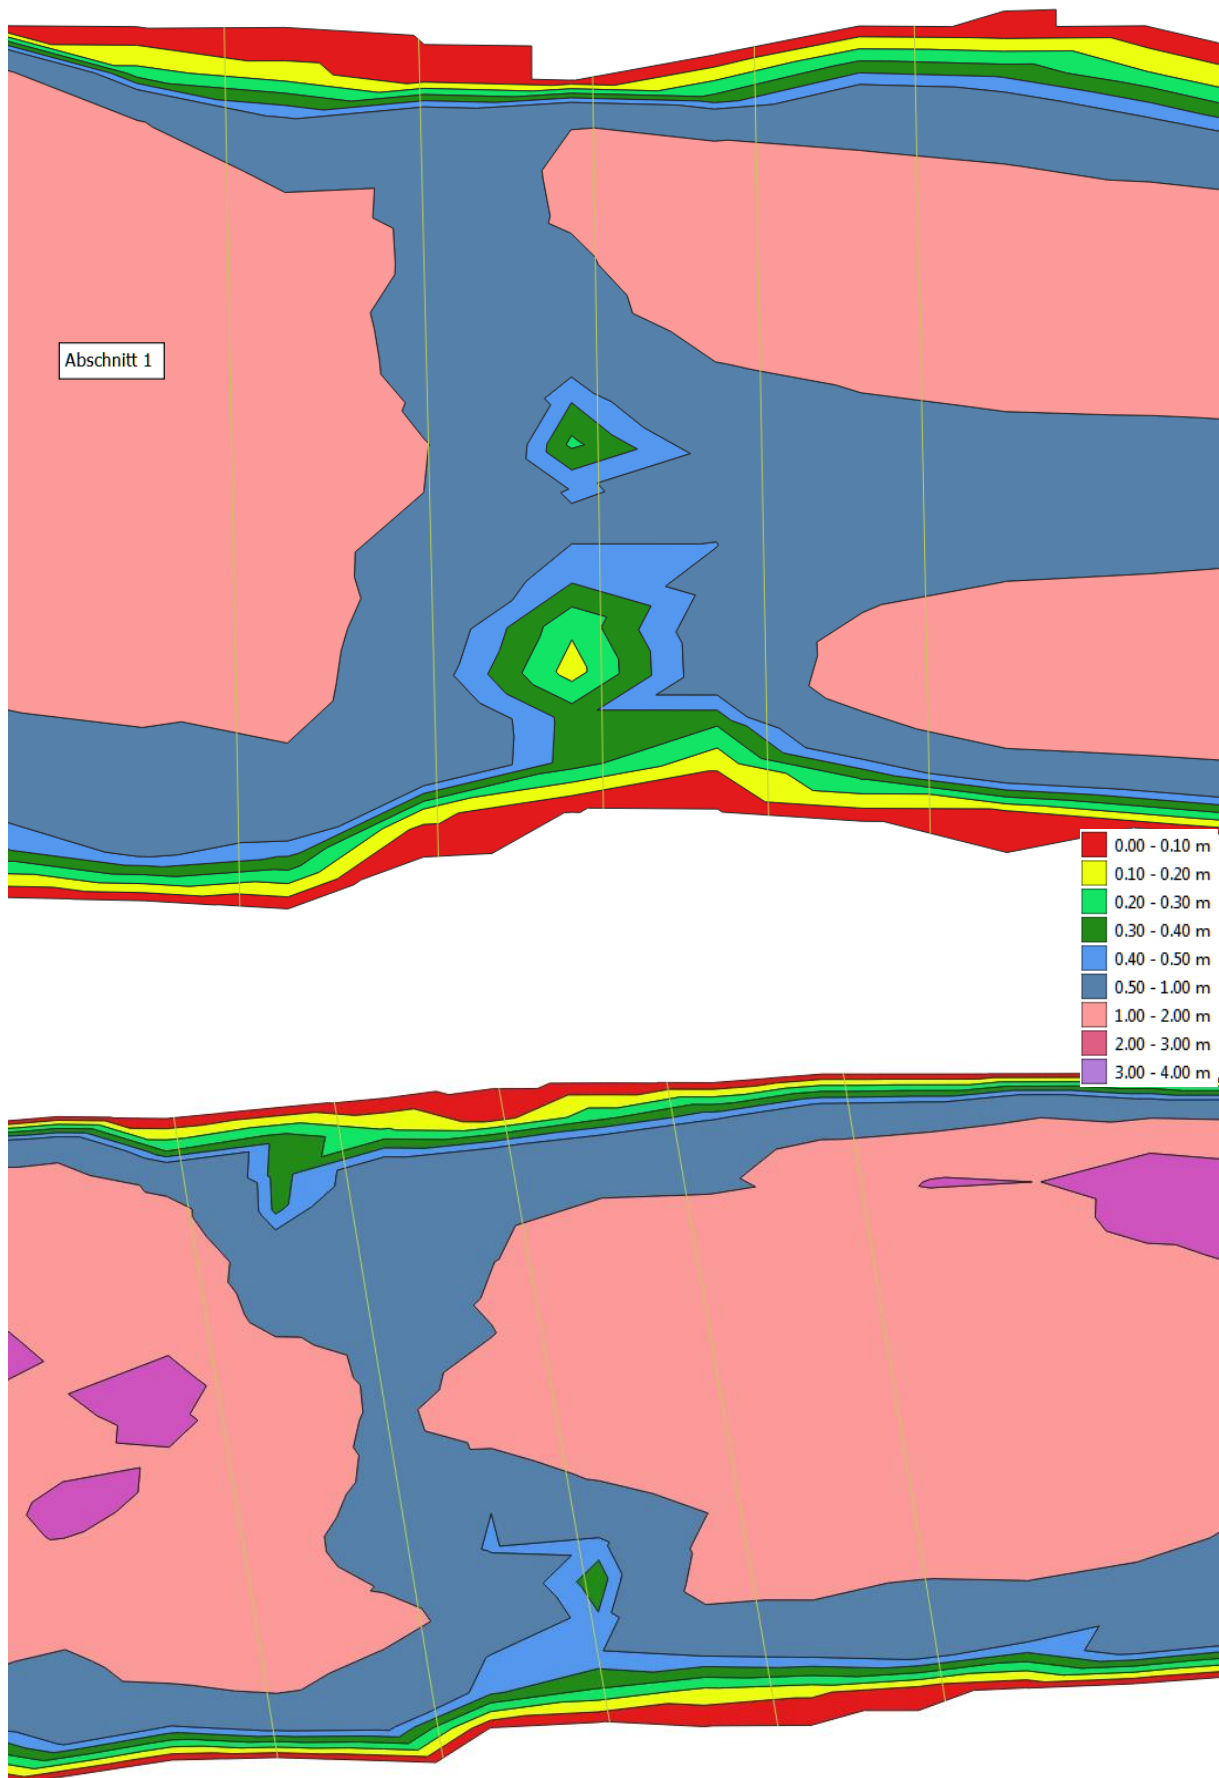 Abschnitt 1
0.00 - 0.10 m
0.10 - 0.20 m
0.20 - 0.30 m
0.30 - 0.40 m
0.40 - 0.50 m
0.50 - 1.00 m
1.00 - 2.00 m
2.00 - 3.00 m
3.00 - 4.00 m